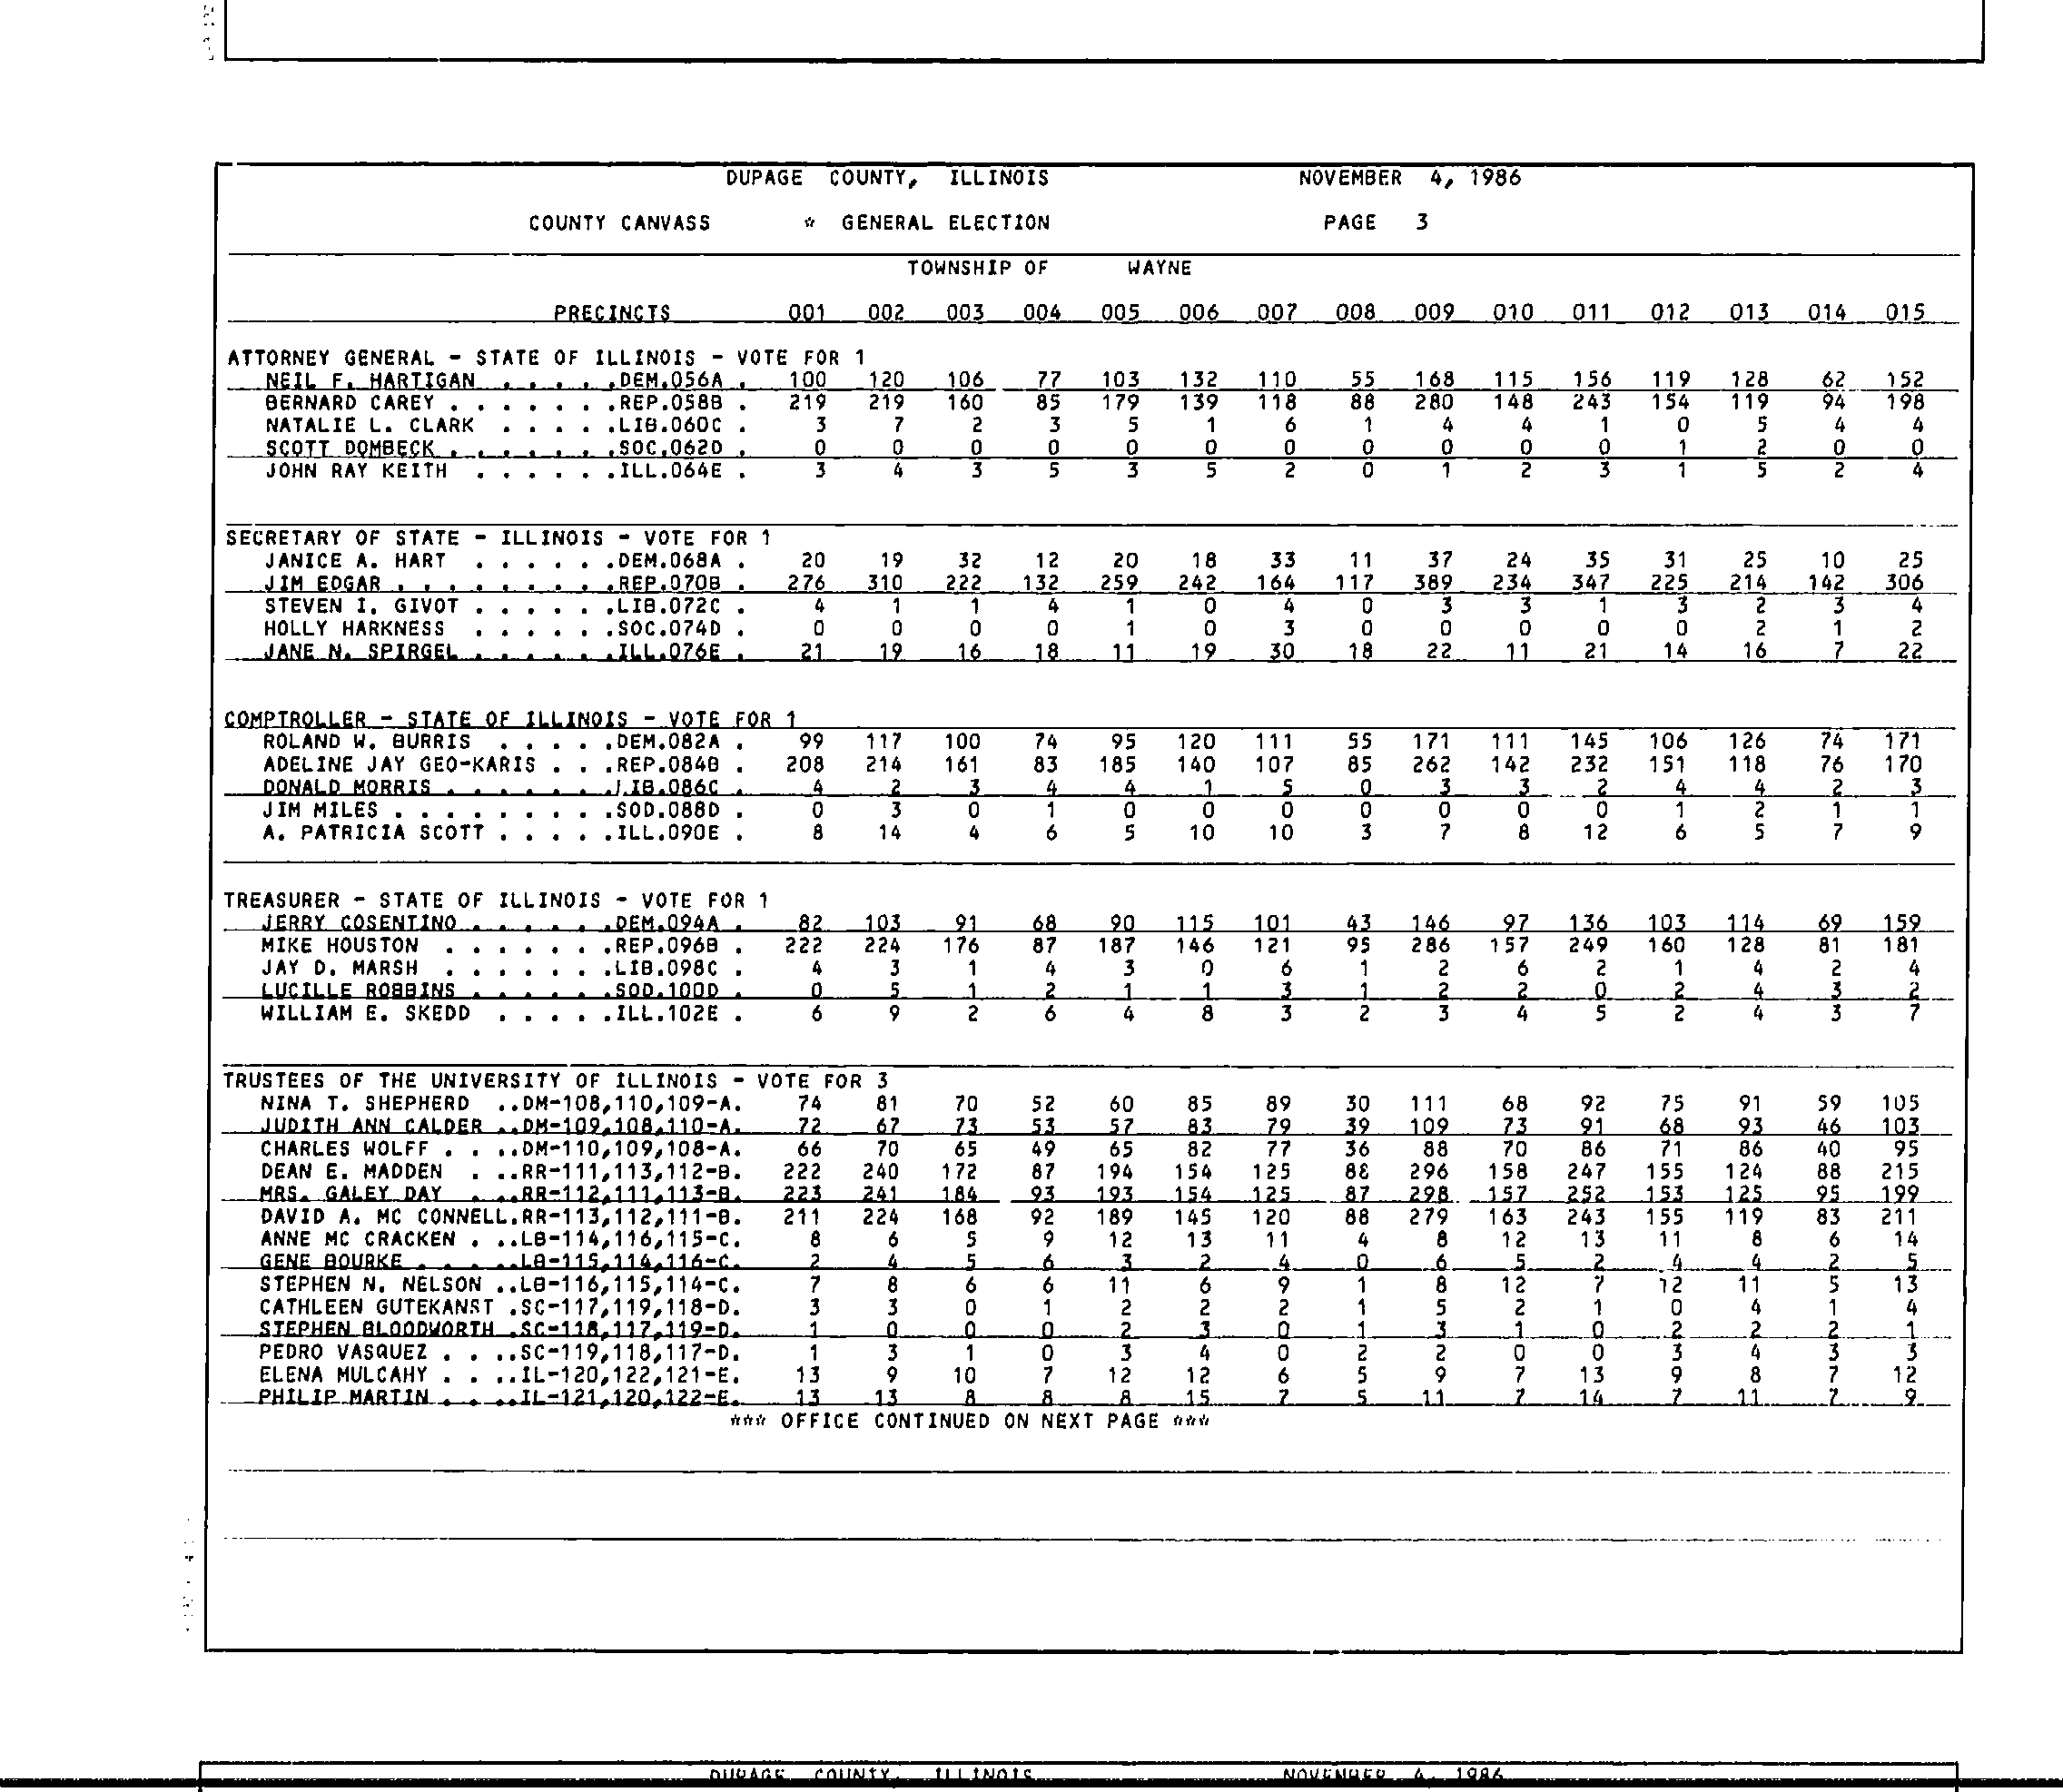 DUPAGE COUNTY, ILLINOIS NOVEMBER 4, 1986
COUNTY CANVASS * GENERAL ELECTION PAGE 3
TOWNSHIP OF WAYNE
PRECINCTS 001 002 003 004 005 006 007 008 009 010 011 012 013 014 015
ATTORNEY GENERAL - STATE OF ILLINOIS - VOTE FOR 1
NEIL F. HARTIGAN . . . . . .DEM.056A . 100 120 106 77 103 132 110 55 168 115 156 119 128 62 152
BERNARD CAREY . . . . . . .REP.058B . 219 219 160 85 179 139 118 88 280 148 243 154 119 94 198
NATALIE L. CLARK . . . . . .LIB.060C . 3 7 2 3 5 1 6 1 4 4 1 0 5 4 4
SCOTT DOMBECK . . . . . . .SOC.062D . 0 0 0 0 0 0 0 0 0 0 0 1 2 0 0
JOHN RAY KEITH . . . . . .ILL.064E . 3 4 3 5 3 5 2 0 1 2 3 1 5 2 4
SECRETARY OF STATE - ILLINOIS - VOTE FOR 1
JANICE A. HART . . . . . .DEM.068A . 20 19 32 12 20 18 33 11 37 24 35 31 25 10 25
JIM EDGAR . . . . . . . . .REP.070B . 276 310 222 132 259 242 164 117 389 234 347 225 214 142 306
STEVEN I. GIVOT . . . . . .LIB.072C . 4 1 1 4 1 0 4 0 3 3 1 3 2 3 4
HOLLY HARKNESS . . . . . .SOC.074D . 0 0 0 0 1 0 3 0 0 0 0 0 2 1 2
JANE N. SPIRGEL . . . . . .ILL.076E . 21 19 16 18 11 19 30 18 22 11 21 14 16 7 22
COMPTROLLER - STATE OF ILLINOIS - VOTE FOR 1
ROLAND W. BURRIS . . . . .DEM.082A . 99 117 100 74 95 120 111 55 171 111 145 106 126 74 171
ADELINE JAY GEO-KARIS . . .REP.084B . 208 214 161 83 185 140 107 85 262 142 232 151 118 76 170
DONALD MORRIS . . . . . . .LIB.086C . 4 2 3 4 4 1 5 0 3 3 2 4 4 2 3
JIM MILES . . . . . . . . .SOD.088D . 0 3 0 1 0 0 0 0 0 0 0 1 2 1 1
A. PATRICIA SCOTT . . . . .ILL.090E . 8 14 4 6 5 10 10 3 7 8 12 6 5 7 9
TREASURER - STATE OF ILLINOIS - VOTE FOR 1
JERRY COSENTINO . . . . . .DEM.094A . 82 103 91 68 90 115 101 43 146 97 136 103 114 69 159
MIKE HOUSTON . . . . . . .REP.096B . 222 224 176 87 187 146 121 95 286 157 249 160 128 81 181
JAY D. MARSH . . . . . . .LIB.098C . 4 3 1 4 3 0 6 1 2 6 2 1 4 2 4
LUCILLE ROBBINS . . . . . .SOD.100D . 0 5 1 2 1 1 3 1 2 2 0 2 4 3 2
WILLIAM E. SKEDD . . . . .ILL.102E . 6 9 2 6 4 8 3 2 3 4 5 2 4 3 7
TRUSTEES OF THE UNIVERSITY OF ILLINOIS - VOTE FOR 3
NINA T. SHEPHERD ..DM-108,110,109-A. 74 81 70 52 60 85 89 30 111 68 92 75 91 59 105
JUDITH ANN CALDER ..DM-109,108,110-A. 72 67 73 53 57 83 79 39 109 73 91 68 93 46 103
CHARLES WOLFF . . ..DM-110,109,108-A. 66 70 65 49 65 82 77 36 88 70 86 71 86 40 95
DEAN E. MADDEN . ..RR-111,113,112-B. 222 240 172 87 194 154 125 88 296 158 247 155 124 88 215
MRS. GALEY DAY . ..RR-112,111,113-B. 223 241 184 93 193 154 125 87 298 157 252 153 125 95 199
DAVID A. MC CONNELL.RR-113,112,111-B. 211 224 168 92 189 145 120 88 279 163 243 155 119 83 211
ANNE MC CRACKEN . ..LB-114,116,115-C. 8 6 5 9 12 13 11 4 8 12 13 11 8 6 14
GENE BOURKE . . . ..LB-115,114,116-C. 2 4 5 6 3 2 4 0 6 5 2 4 4 2 5
STEPHEN N. NELSON ..LB-116,115,114-C. 7 8 6 6 11 6 9 1 8 12 7 12 11 5 13
CATHLEEN GUTEKANST .SC-117,119,118-D. 3 3 0 1 2 2 2 1 5 2 1 0 4 1 4
STEPHEN BLOODWORTH .SC-118,117,119-D. 1 0 0 0 2 3 0 1 3 1 0 2 2 2 1
PEDRO VASQUEZ . . ..SC-119,118,117-D. 1 3 1 0 3 4 0 2 2 0 0 3 4 3 3
ELENA MULCAHY . . ..IL-120,122,121-E. 13 9 10 7 12 12 6 5 9 7 13 9 8 7 12
PHILIP MARTIN . . ..IL-121,120,122-E. 13 13 8 8 8 15 7 5 11 7 14 7 11 7 9
*** OFFICE CONTINUED ON NEXT PAGE ***
DUPAGE COUNTY, ILLINOIS NOVEMBER 4, 1986